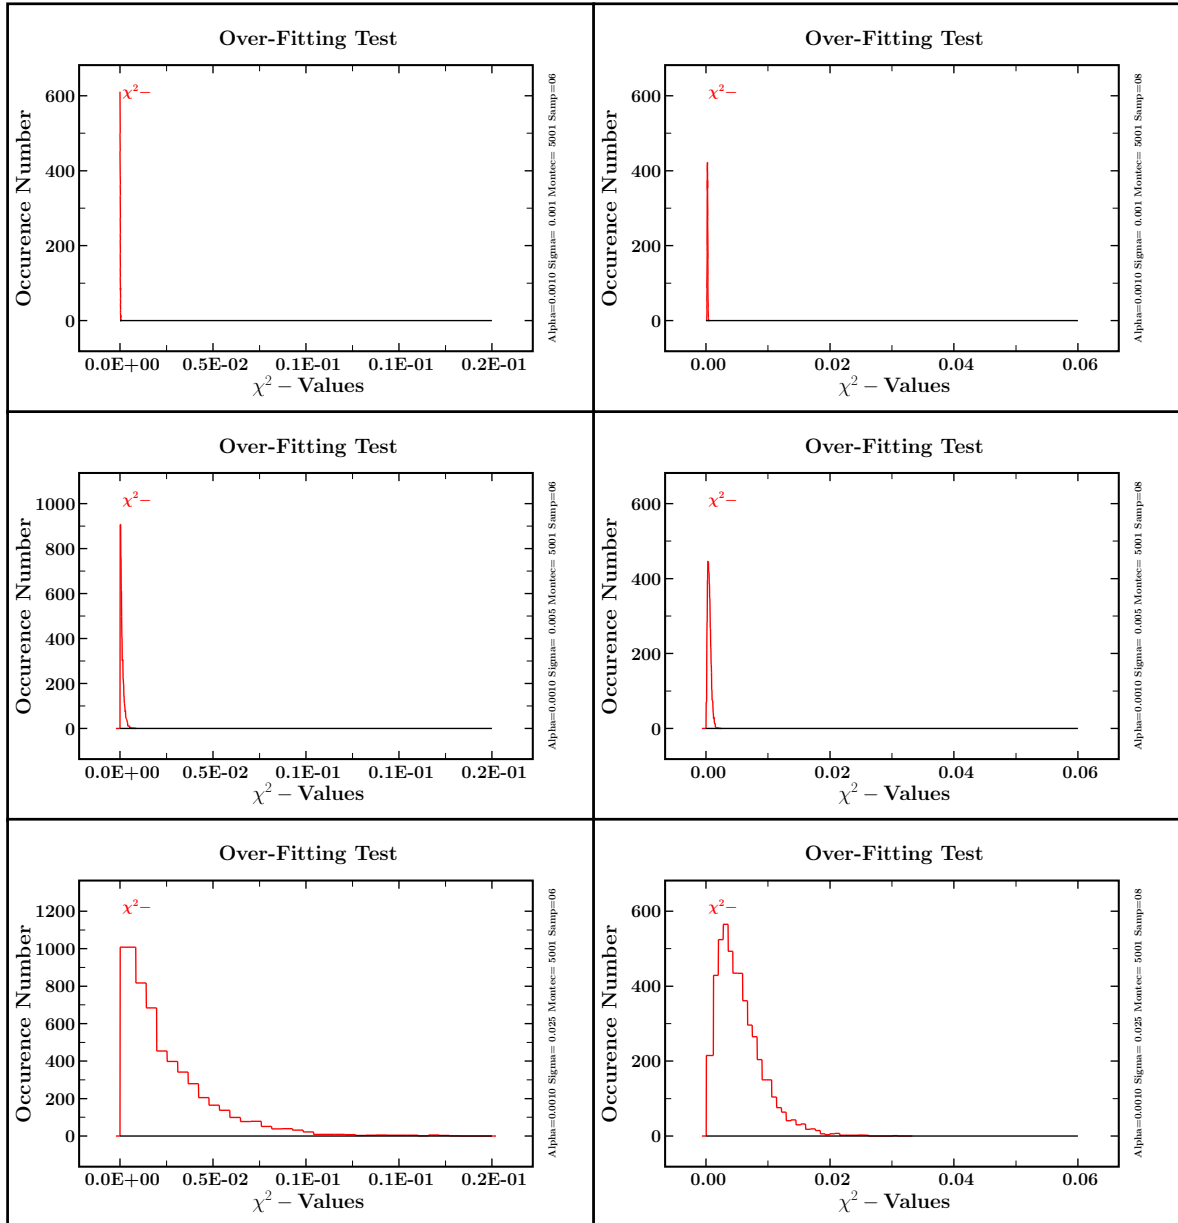 Over-Fitting Test
χ²−
600
400
200
0
Occurence Number
0.0E+00 0.5E-02 0.1E-01 0.1E-01 0.2E-01
χ² − Values
Alpha=0.0010 Sigma= 0.001 Montec= 5001 Samp=06
Over-Fitting Test
χ²−
600
400
200
0
Occurence Number
0.00 0.02 0.04 0.06
χ² − Values
Alpha=0.0010 Sigma= 0.001 Montec= 5001 Samp=08
Over-Fitting Test
χ²−
1000
800
600
400
200
0
Occurence Number
0.0E+00 0.5E-02 0.1E-01 0.1E-01 0.2E-01
χ² − Values
Alpha=0.0010 Sigma= 0.005 Montec= 5001 Samp=06
Over-Fitting Test
χ²−
600
400
200
0
Occurence Number
0.00 0.02 0.04 0.06
χ² − Values
Alpha=0.0010 Sigma= 0.005 Montec= 5001 Samp=08
Over-Fitting Test
χ²−
1200
1000
800
600
400
200
0
Occurence Number
0.0E+00 0.5E-02 0.1E-01 0.1E-01 0.2E-01
χ² − Values
Alpha=0.0010 Sigma= 0.025 Montec= 5001 Samp=06
Over-Fitting Test
χ²−
600
400
200
0
Occurence Number
0.00 0.02 0.04 0.06
χ² − Values
Alpha=0.0010 Sigma= 0.025 Montec= 5001 Samp=08